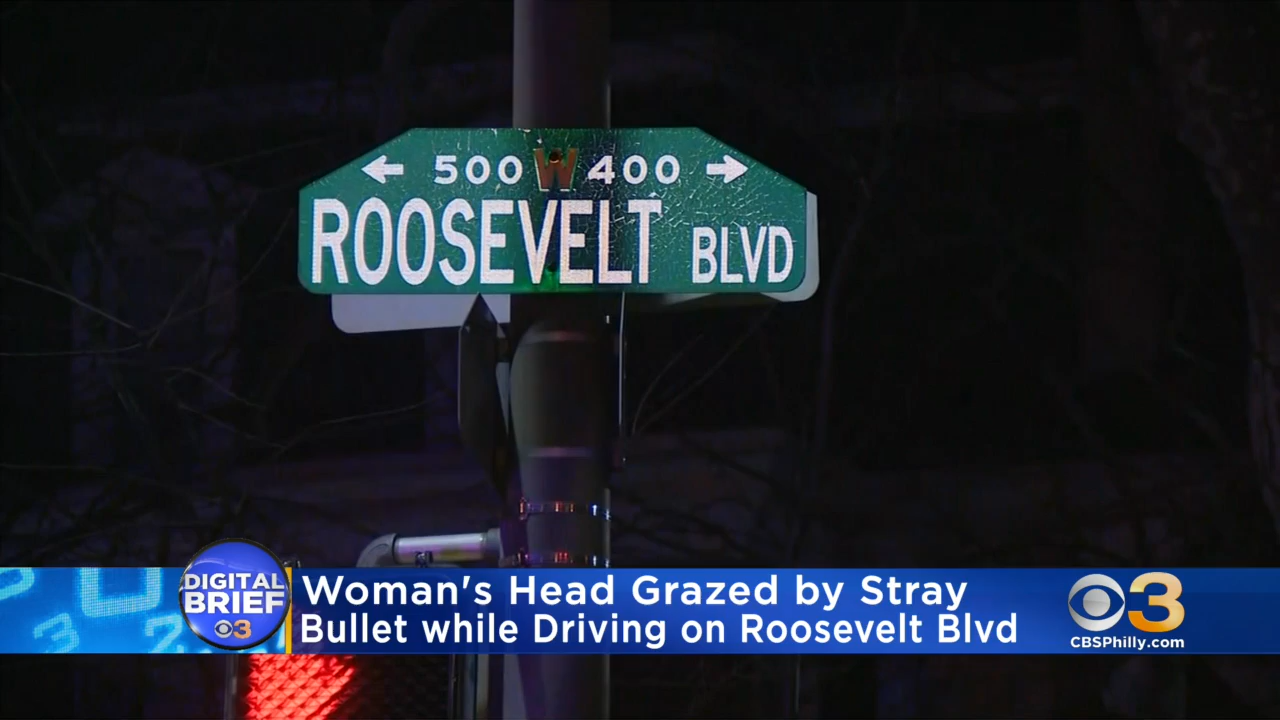 ← 500 W 400 →
ROOSEVELT BLVD
DIGITAL
BRIEF
3
Woman's Head Grazed by Stray
Bullet while Driving on Roosevelt Blvd
3
CBSPhilly.com